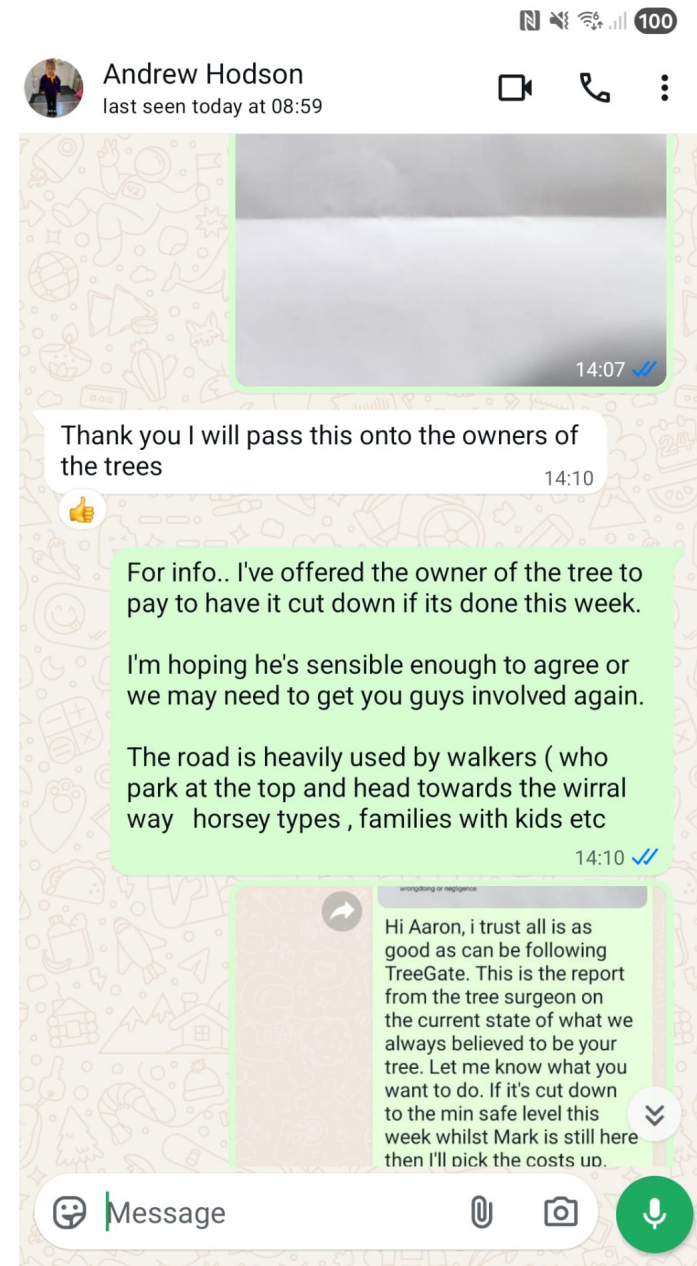 100
Andrew Hodson
last seen today at 08:59
14:07
Thank you I will pass this onto the owners of
the trees
14:10
For info.. I've offered the owner of the tree to
pay to have it cut down if its done this week.
I'm hoping he's sensible enough to agree or
we may need to get you guys involved again.
The road is heavily used by walkers ( who
park at the top and head towards the wirral
way horsey types , families with kids etc
14:10
wrongdoing or negligence
Hi Aaron, i trust all is as
good as can be following
TreeGate. This is the report
from the tree surgeon on
the current state of what we
always believed to be your
tree. Let me know what you
want to do. If it's cut down
to the min safe level this
week whilst Mark is still here
then I'll pick the costs up.
Message